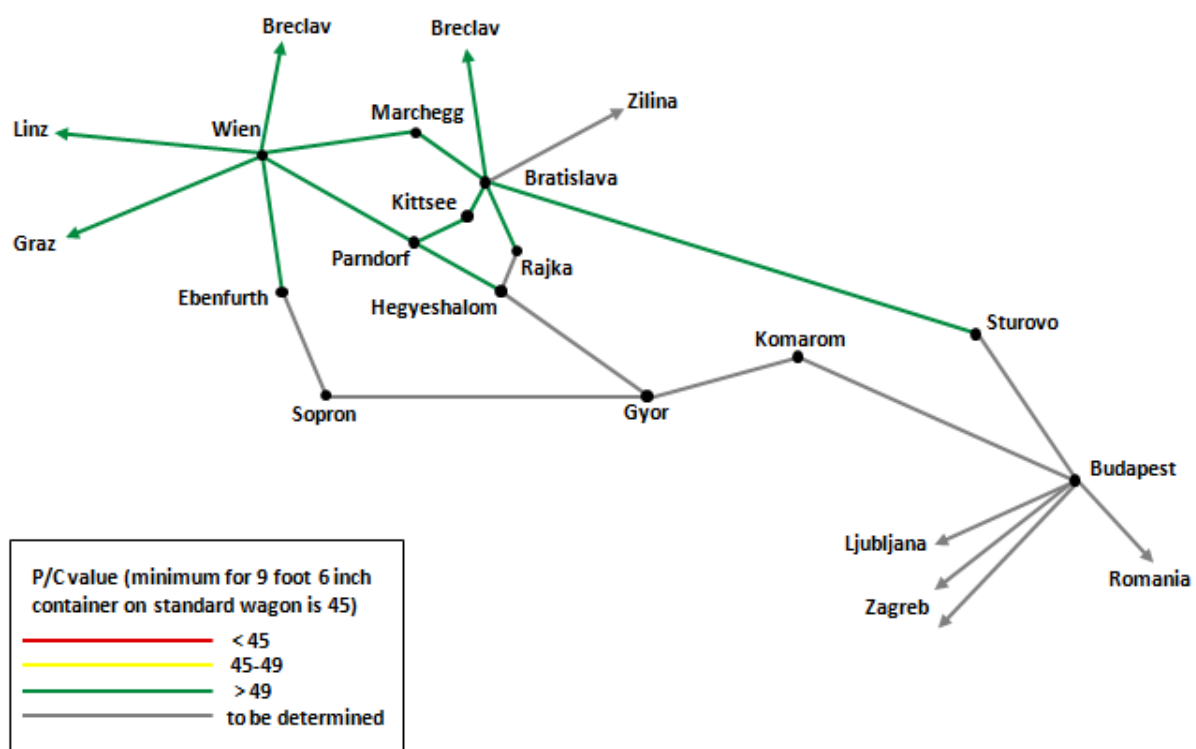 Breclav
Breclav
Linz
Wien
Marchegg
Zilina
Bratislava
Kittsee
Graz
Parndorf
Rajka
Ebenfurth
Hegyeshalom
Sturovo
Komarom
Sopron
Gyor
Budapest
Ljubljana
Romania
Zagreb
P/C value (minimum for 9 foot 6 inch
container on standard wagon is 45)
< 45
45-49
> 49
to be determined